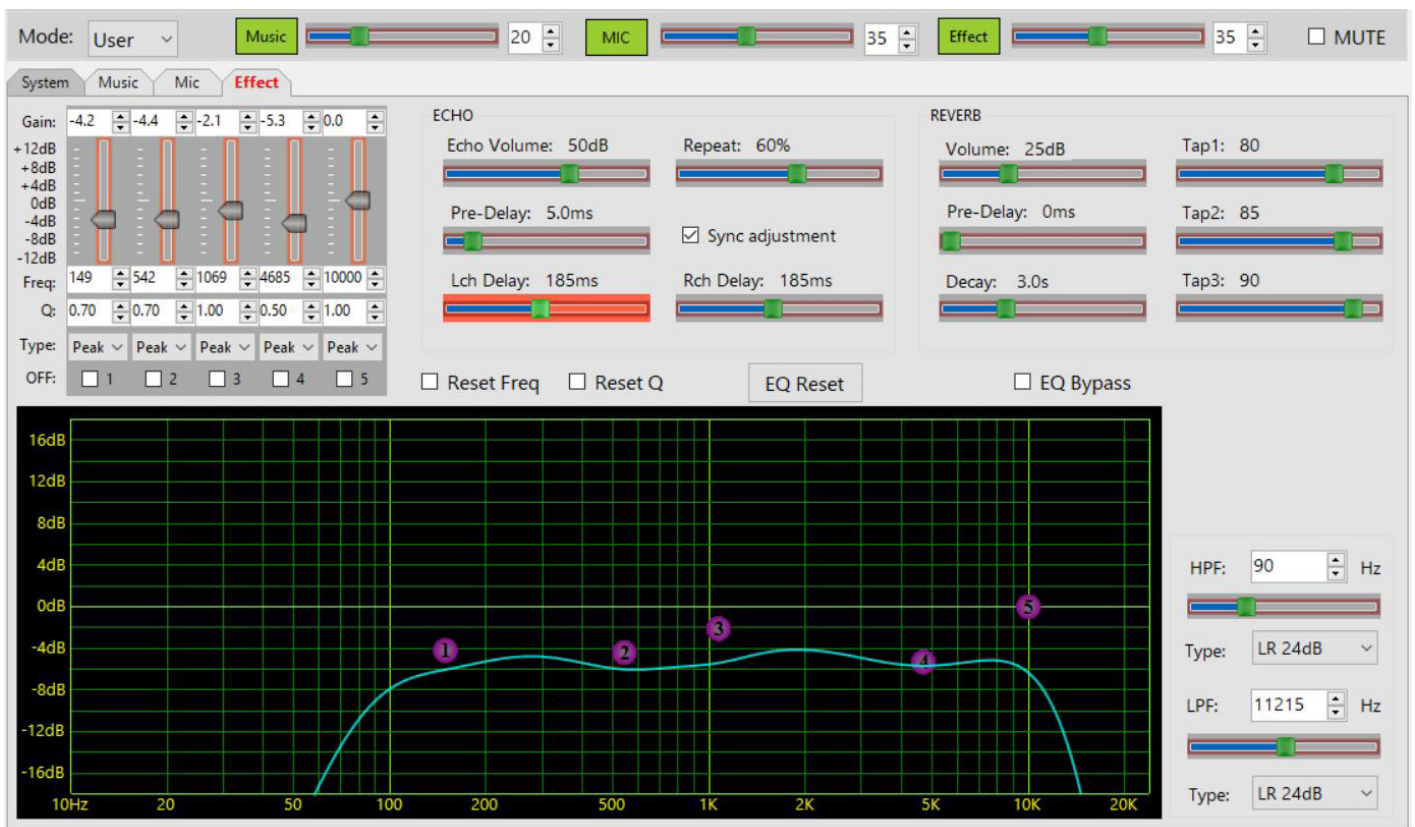 Mode: User Music 20 MIC 35 Effect 35 MUTE
System Music Mic Effect
Gain: -4.2 -4.4 -2.1 -5.3 0.0
+12dB
+8dB
+4dB
0dB
-4dB
-8dB
-12dB
Freq: 149 542 1069 4685 10000
Q: 0.70 0.70 1.00 0.50 1.00
Type: Peak Peak Peak Peak Peak
OFF: 1 2 3 4 5
ECHO
Echo Volume: 50dB Repeat: 60%
Pre-Delay: 5.0ms
Sync adjustment
Lch Delay: 185ms Rch Delay: 185ms
REVERB
Volume: 25dB Tap1: 80
Pre-Delay: 0ms Tap2: 85
Decay: 3.0s Tap3: 90
Reset Freq Reset Q EQ Reset EQ Bypass
16dB
12dB
8dB
4dB
0dB
-4dB
-8dB
-12dB
-16dB
1 2 3 4 5
10Hz 20 50 100 200 500 1K 2K 5K 10K 20K
HPF: 90 Hz
Type: LR 24dB
LPF: 11215 Hz
Type: LR 24dB